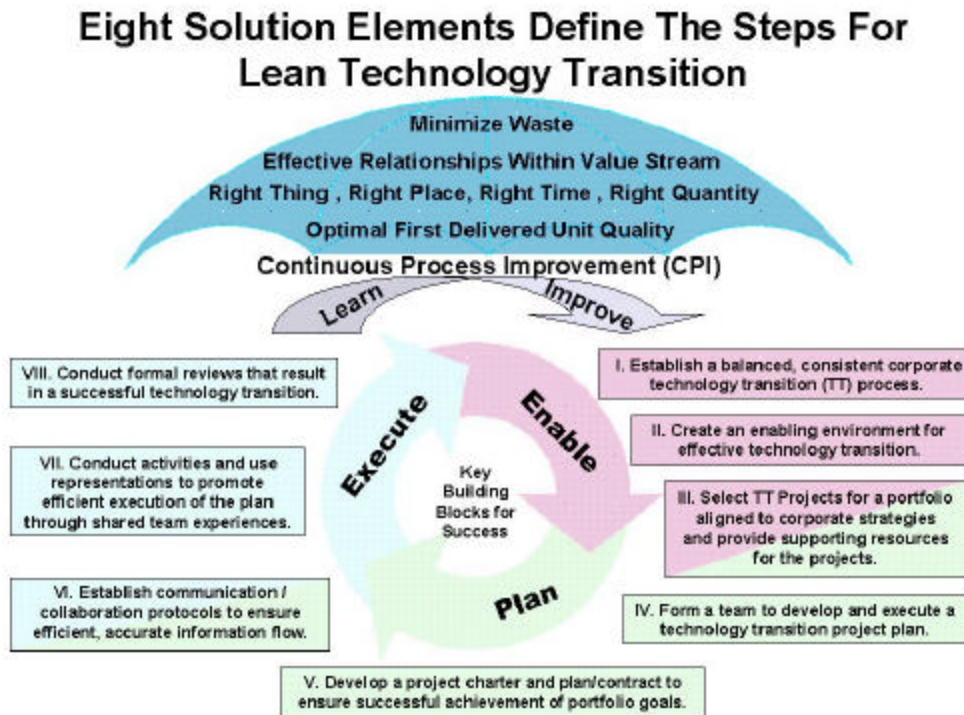 Eight Solution Elements Define The Steps For
Lean Technology Transition
Minimize Waste
Effective Relationships Within Value Stream
Right Thing , Right Place, Right Time , Right Quantity
Optimal First Delivered Unit Quality
Continuous Process Improvement (CPI)
Learn
Improve
Execute
Enable
Plan
Key
Building
Blocks for
Success
I. Establish a balanced, consistent corporate
technology transition (TT) process.
II. Create an enabling environment for
effective technology transition.
III. Select TT Projects for a portfolio
aligned to corporate strategies
and provide supporting resources
for the projects.
IV. Form a team to develop and execute a
technology transition project plan.
V. Develop a project charter and plan/contract to
ensure successful achievement of portfolio goals.
VI. Establish communication /
collaboration protocols to ensure
efficient, accurate information flow.
VII. Conduct activities and use
representations to promote
efficient execution of the plan
through shared team experiences.
VIII. Conduct formal reviews that result
in a successful technology transition.